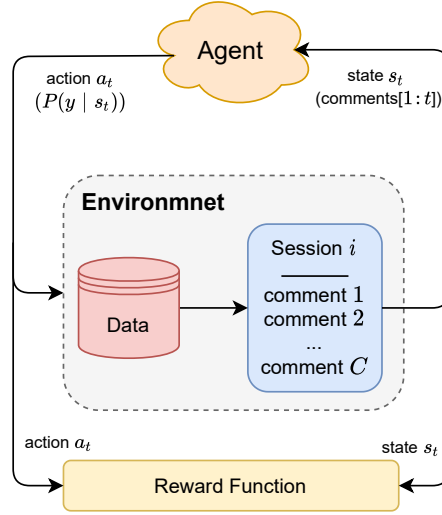 Agent
action $a_t$
$(P(y \mid s_t))$
state $s_t$
(comments[$1:t$])
Environmnet
Data
Session $i$
comment 1
comment 2
...
comment $C$
action $a_t$
state $s_t$
Reward Function